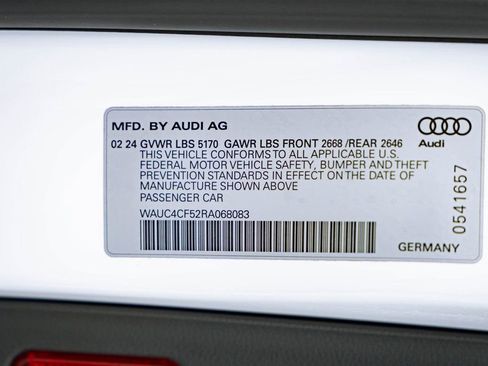 MFD. BY AUDI AG
02 24 GVWR LBS 5170 GAWR LBS FRONT 2668 /REAR 2646
THIS VEHICLE CONFORMS TO ALL APPLICABLE U.S.
FEDERAL MOTOR VEHICLE SAFETY, BUMPER AND THEFT
PREVENTION STANDARDS IN EFFECT ON THE DATE OF
MANUFACTURE SHOWN ABOVE
PASSENGER CAR
WAUC4CF52RA068083
Audi
0541657
GERMANY